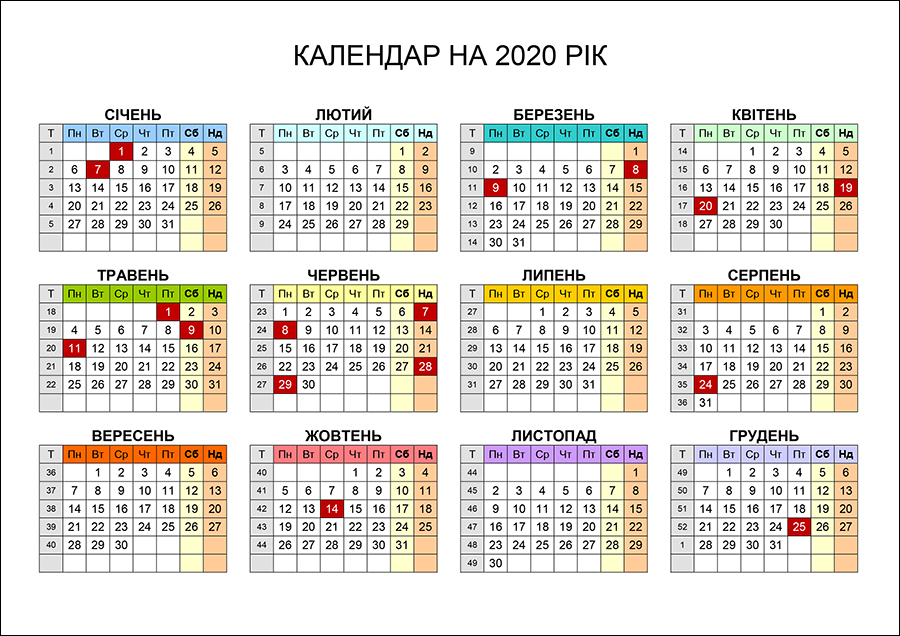 КАЛЕНДАР НА 2020 РІК
СІЧЕНЬ ЛЮТИЙ БЕРЕЗЕНЬ КВІТЕНЬ
Т Пн Вт Ср Чт Пт Сб Нд Т Пн Вт Ср Чт Пт Сб Нд Т Пн Вт Ср Чт Пт Сб Нд Т Пн Вт Ср Чт Пт Сб Нд
1 1 2 3 4 5 5 1 2 9 1 14 1 2 3 4 5
2 6 7 8 9 10 11 12 6 3 4 5 6 7 8 9 10 2 3 4 5 6 7 8 15 6 7 8 9 10 11 12
3 13 14 15 16 17 18 19 7 10 11 12 13 14 15 16 11 9 10 11 12 13 14 15 16 13 14 15 16 17 18 19
4 20 21 22 23 24 25 26 8 17 18 19 20 21 22 23 12 16 17 18 19 20 21 22 17 20 21 22 23 24 25 26
5 27 28 29 30 31 9 24 25 26 27 28 29 13 23 24 25 26 27 28 29 18 27 28 29 30
14 30 31
ТРАВЕНЬ ЧЕРВЕНЬ ЛИПЕНЬ СЕРПЕНЬ
Т Пн Вт Ср Чт Пт Сб Нд Т Пн Вт Ср Чт Пт Сб Нд Т Пн Вт Ср Чт Пт Сб Нд Т Пн Вт Ср Чт Пт Сб Нд
18 1 2 3 23 1 2 3 4 5 6 7 27 1 2 3 4 5 31 1 2
19 4 5 6 7 8 9 10 24 8 9 10 11 12 13 14 28 6 7 8 9 10 11 12 32 3 4 5 6 7 8 9
20 11 12 13 14 15 16 17 25 15 16 17 18 19 20 21 29 13 14 15 16 17 18 19 33 10 11 12 13 14 15 16
21 18 19 20 21 22 23 24 26 22 23 24 25 26 27 28 30 20 21 22 23 24 25 26 34 17 18 19 20 21 22 23
22 25 26 27 28 29 30 31 27 29 30 31 27 28 29 30 31 35 24 25 26 27 28 29 30
36 31
ВЕРЕСЕНЬ ЖОВТЕНЬ ЛИСТОПАД ГРУДЕНЬ
Т Пн Вт Ср Чт Пт Сб Нд Т Пн Вт Ср Чт Пт Сб Нд Т Пн Вт Ср Чт Пт Сб Нд Т Пн Вт Ср Чт Пт Сб Нд
36 1 2 3 4 5 6 40 1 2 3 4 44 1 49 1 2 3 4 5 6
37 7 8 9 10 11 12 13 41 5 6 7 8 9 10 11 45 2 3 4 5 6 7 8 50 7 8 9 10 11 12 13
38 14 15 16 17 18 19 20 42 12 13 14 15 16 17 18 46 9 10 11 12 13 14 15 51 14 15 16 17 18 19 20
39 21 22 23 24 25 26 27 43 19 20 21 22 23 24 25 47 16 17 18 19 20 21 22 52 21 22 23 24 25 26 27
40 28 29 30 44 26 27 28 29 30 31 48 23 24 25 26 27 28 29 1 28 29 30 31
49 30